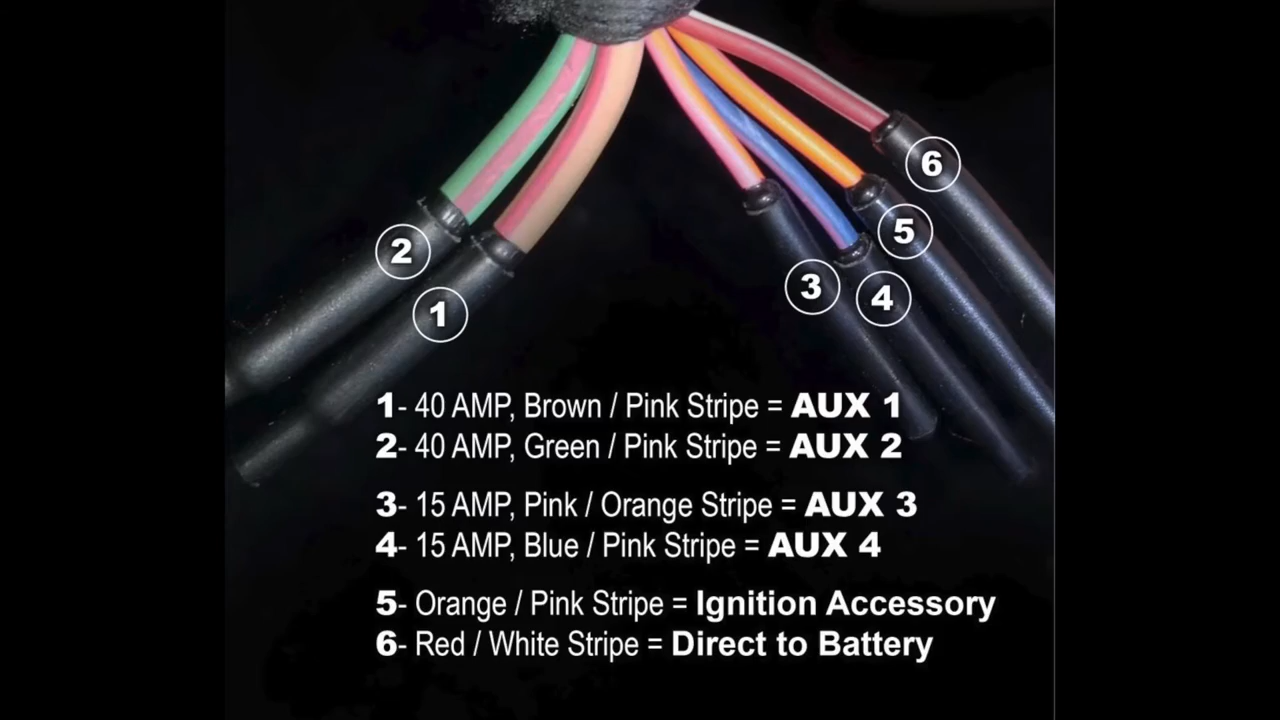 6
5
2
3
4
1
1- 40 AMP, Brown / Pink Stripe = AUX 1
2- 40 AMP, Green / Pink Stripe = AUX 2
3- 15 AMP, Pink / Orange Stripe = AUX 3
4- 15 AMP, Blue / Pink Stripe = AUX 4
5- Orange / Pink Stripe = Ignition Accessory
6- Red / White Stripe = Direct to Battery